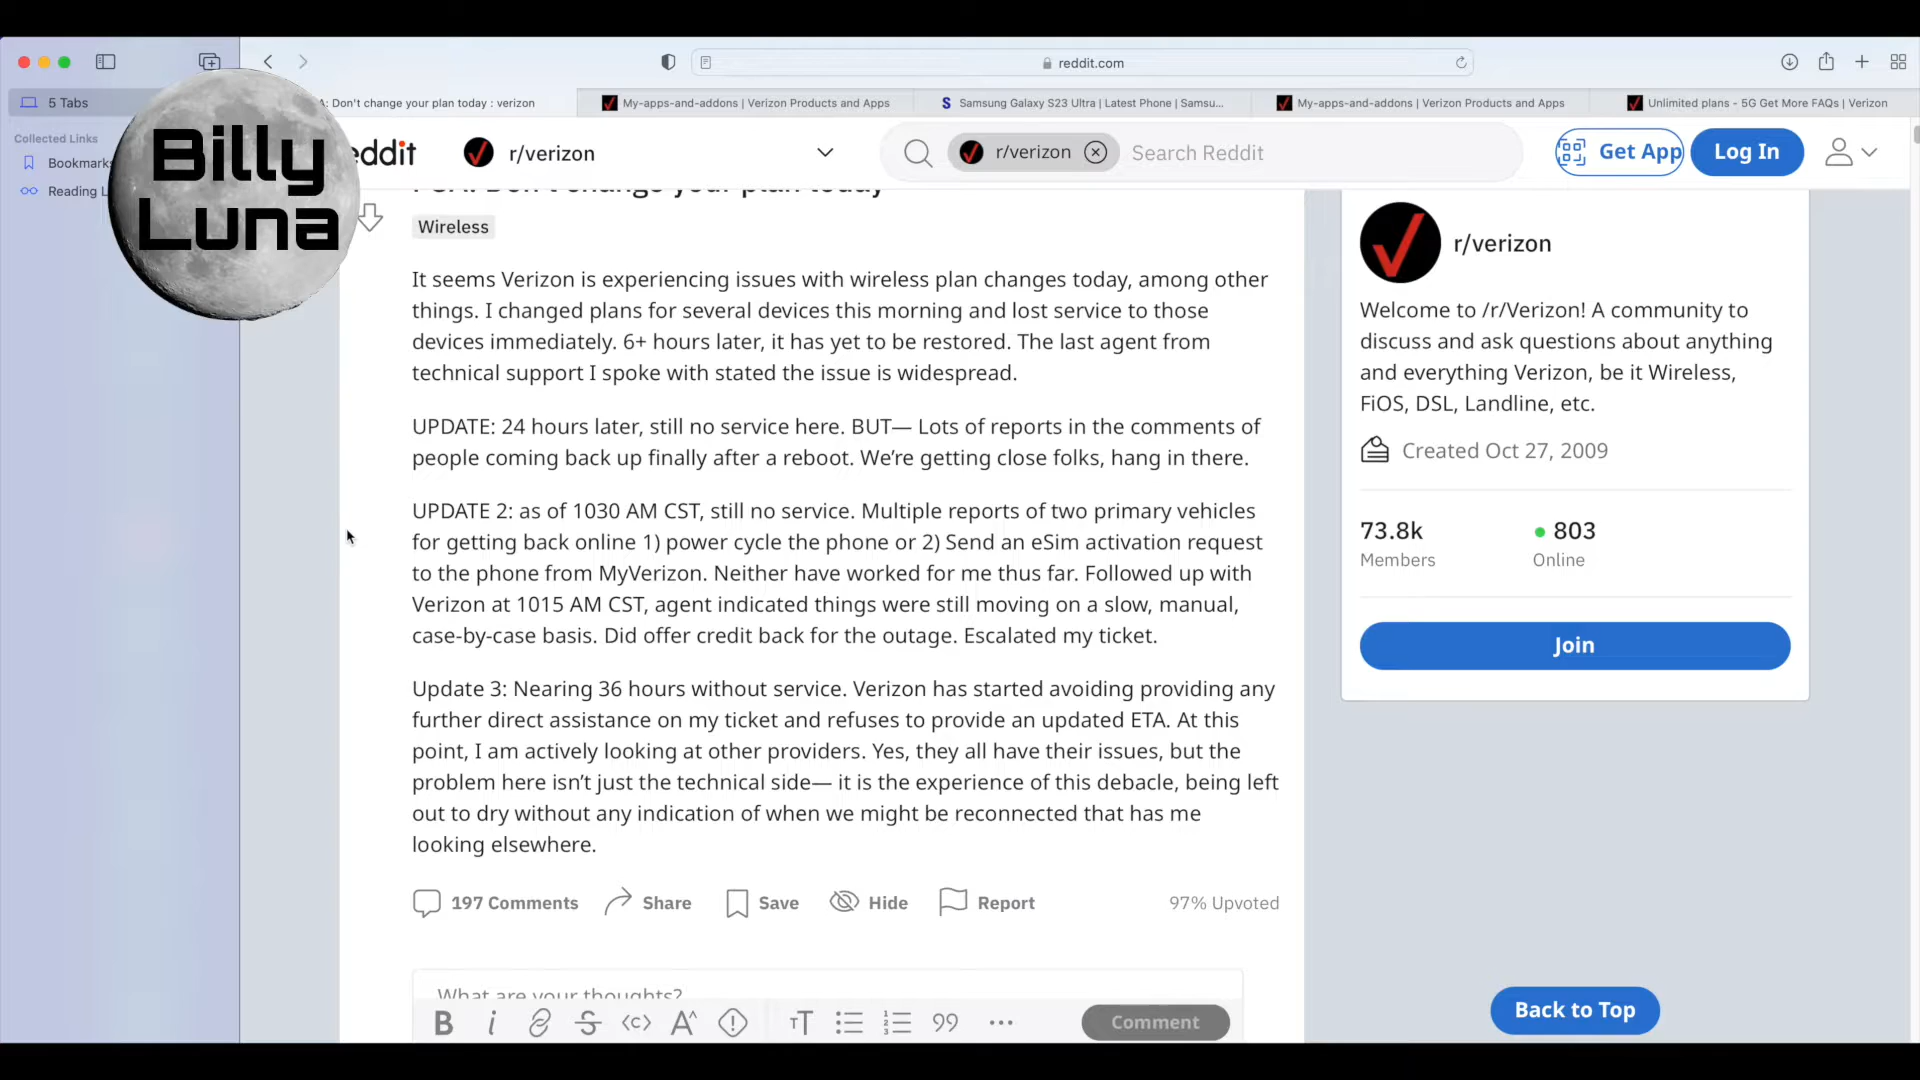 reddit.com
5 Tabs
A: Don't change your plan today : verizon
My-apps-and-addons | Verizon Products and Apps
Samsung Galaxy S23 Ultra | Latest Phone | Samsu...
My-apps-and-addons | Verizon Products and Apps
Unlimited plans - 5G Get More FAQs | Verizon
Collected Links
Bookmarks
Reading L
Billy
Luna
eddit
r/verizon
r/verizon
Search Reddit
Get App
Log In
PSA: Don't change your plan today
Wireless
It seems Verizon is experiencing issues with wireless plan changes today, among other
things. I changed plans for several devices this morning and lost service to those
devices immediately. 6+ hours later, it has yet to be restored. The last agent from
technical support I spoke with stated the issue is widespread.
UPDATE: 24 hours later, still no service here. BUT— Lots of reports in the comments of
people coming back up finally after a reboot. We’re getting close folks, hang in there.
UPDATE 2: as of 1030 AM CST, still no service. Multiple reports of two primary vehicles
for getting back online 1) power cycle the phone or 2) Send an eSim activation request
to the phone from MyVerizon. Neither have worked for me thus far. Followed up with
Verizon at 1015 AM CST, agent indicated things were still moving on a slow, manual,
case-by-case basis. Did offer credit back for the outage. Escalated my ticket.
Update 3: Nearing 36 hours without service. Verizon has started avoiding providing any
further direct assistance on my ticket and refuses to provide an updated ETA. At this
point, I am actively looking at other providers. Yes, they all have their issues, but the
problem here isn’t just the technical side— it is the experience of this debacle, being left
out to dry without any indication of when we might be reconnected that has me
looking elsewhere.
197 Comments
Share
Save
Hide
Report
97% Upvoted
What are your thoughts?
Comment
r/verizon
Welcome to /r/Verizon! A community to
discuss and ask questions about anything
and everything Verizon, be it Wireless,
FiOS, DSL, Landline, etc.
Created Oct 27, 2009
73.8k
803
Members
Online
Join
Back to Top